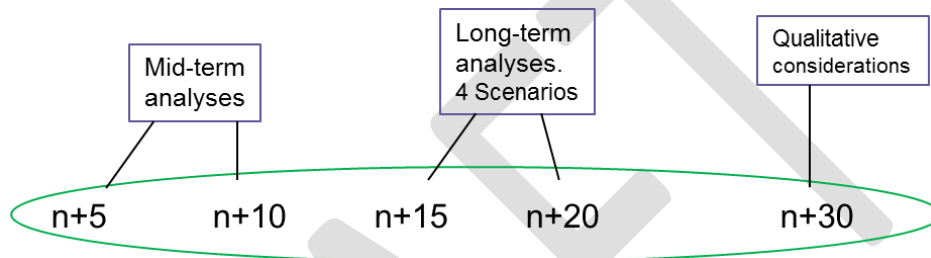 Mid-term
analyses
Long-term
analyses.
4 Scenarios
Qualitative
considerations
n+5 n+10 n+15 n+20 n+30